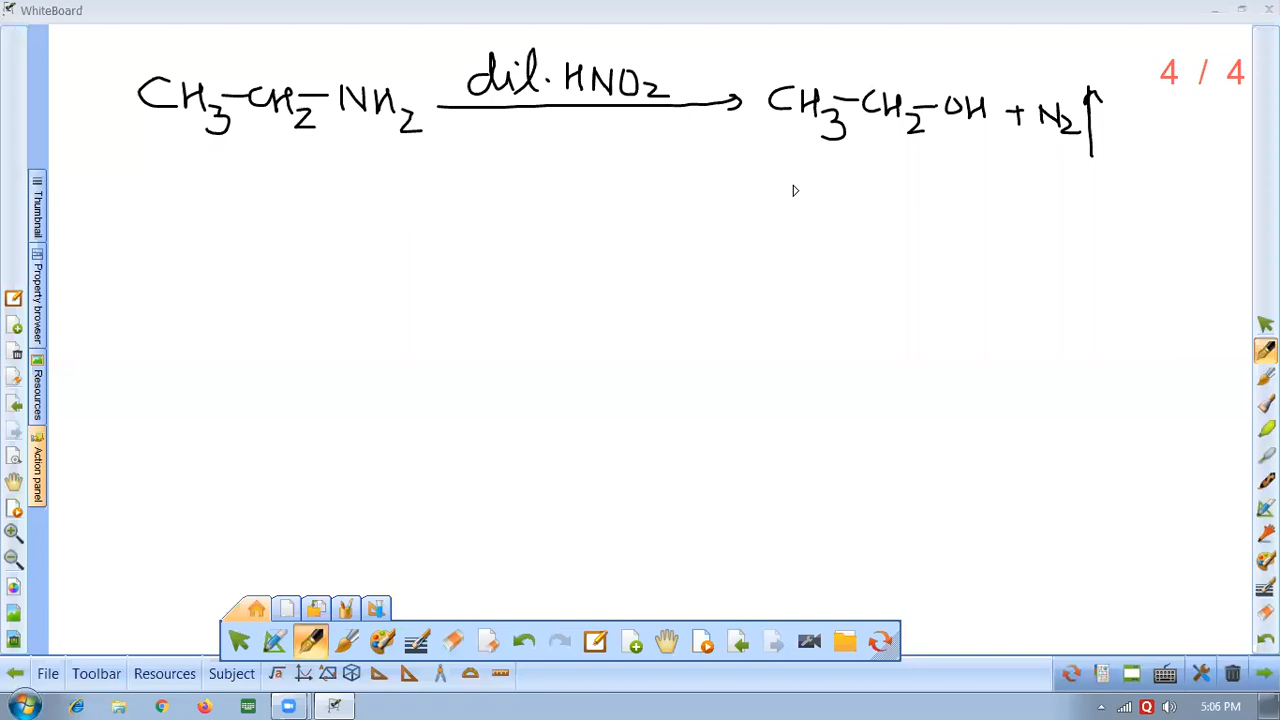 WhiteBoard
CH3-CH2-NH2 dil. HNO2 → CH3-CH2-OH + N2↑
4 / 4
Thumbnail
Property browser
Resources
Action panel
File
Toolbar
Resources
Subject
5:06 PM